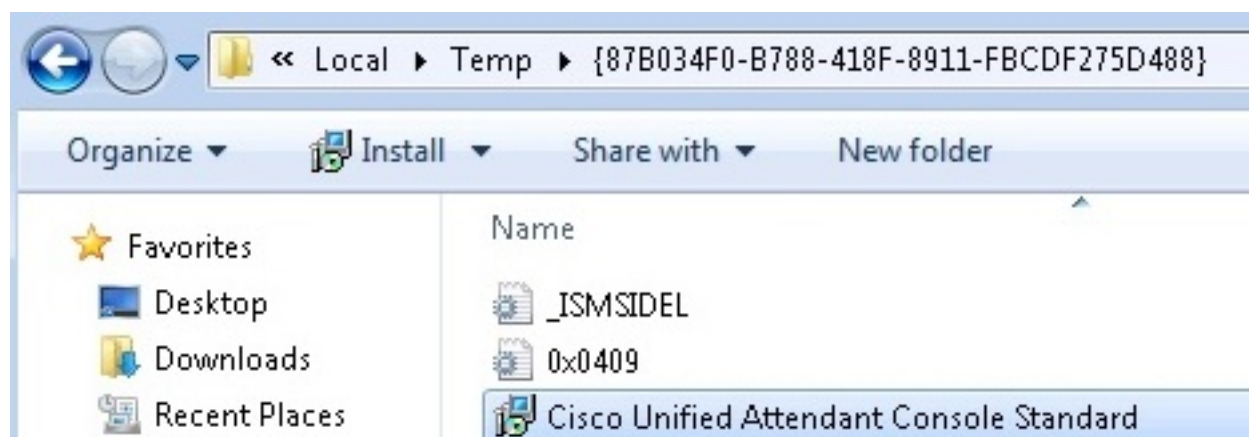 « Local ▸ Temp ▸ {87B034F0-B788-418F-8911-FBCDF275D488}
Organize Install Share with New folder
Favorites
Desktop
Downloads
Recent Places
Name
_ISMSIDEL
0x0409
Cisco Unified Attendant Console Standard